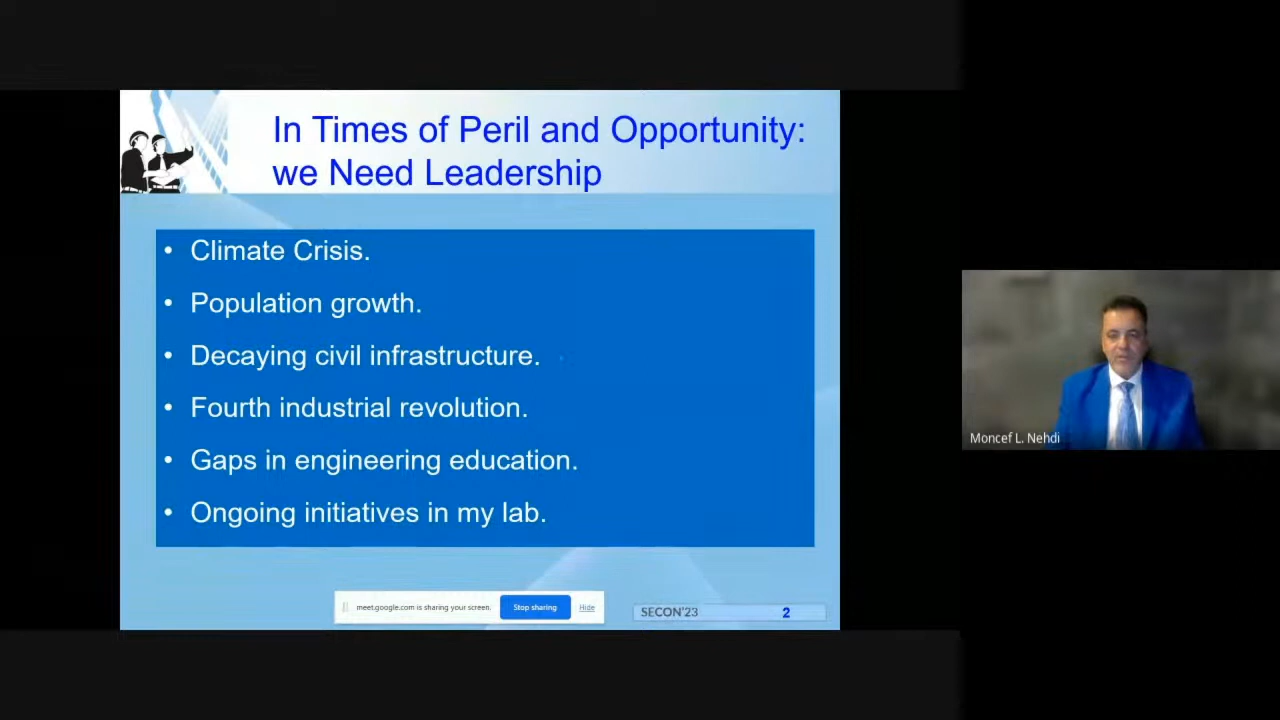 In Times of Peril and Opportunity:
we Need Leadership
• Climate Crisis.
• Population growth.
• Decaying civil infrastructure.
• Fourth industrial revolution.
• Gaps in engineering education.
• Ongoing initiatives in my lab.
meet.google.com is sharing your screen. Stop sharing Hide
SECON'23 2
Moncef L. Nehdi